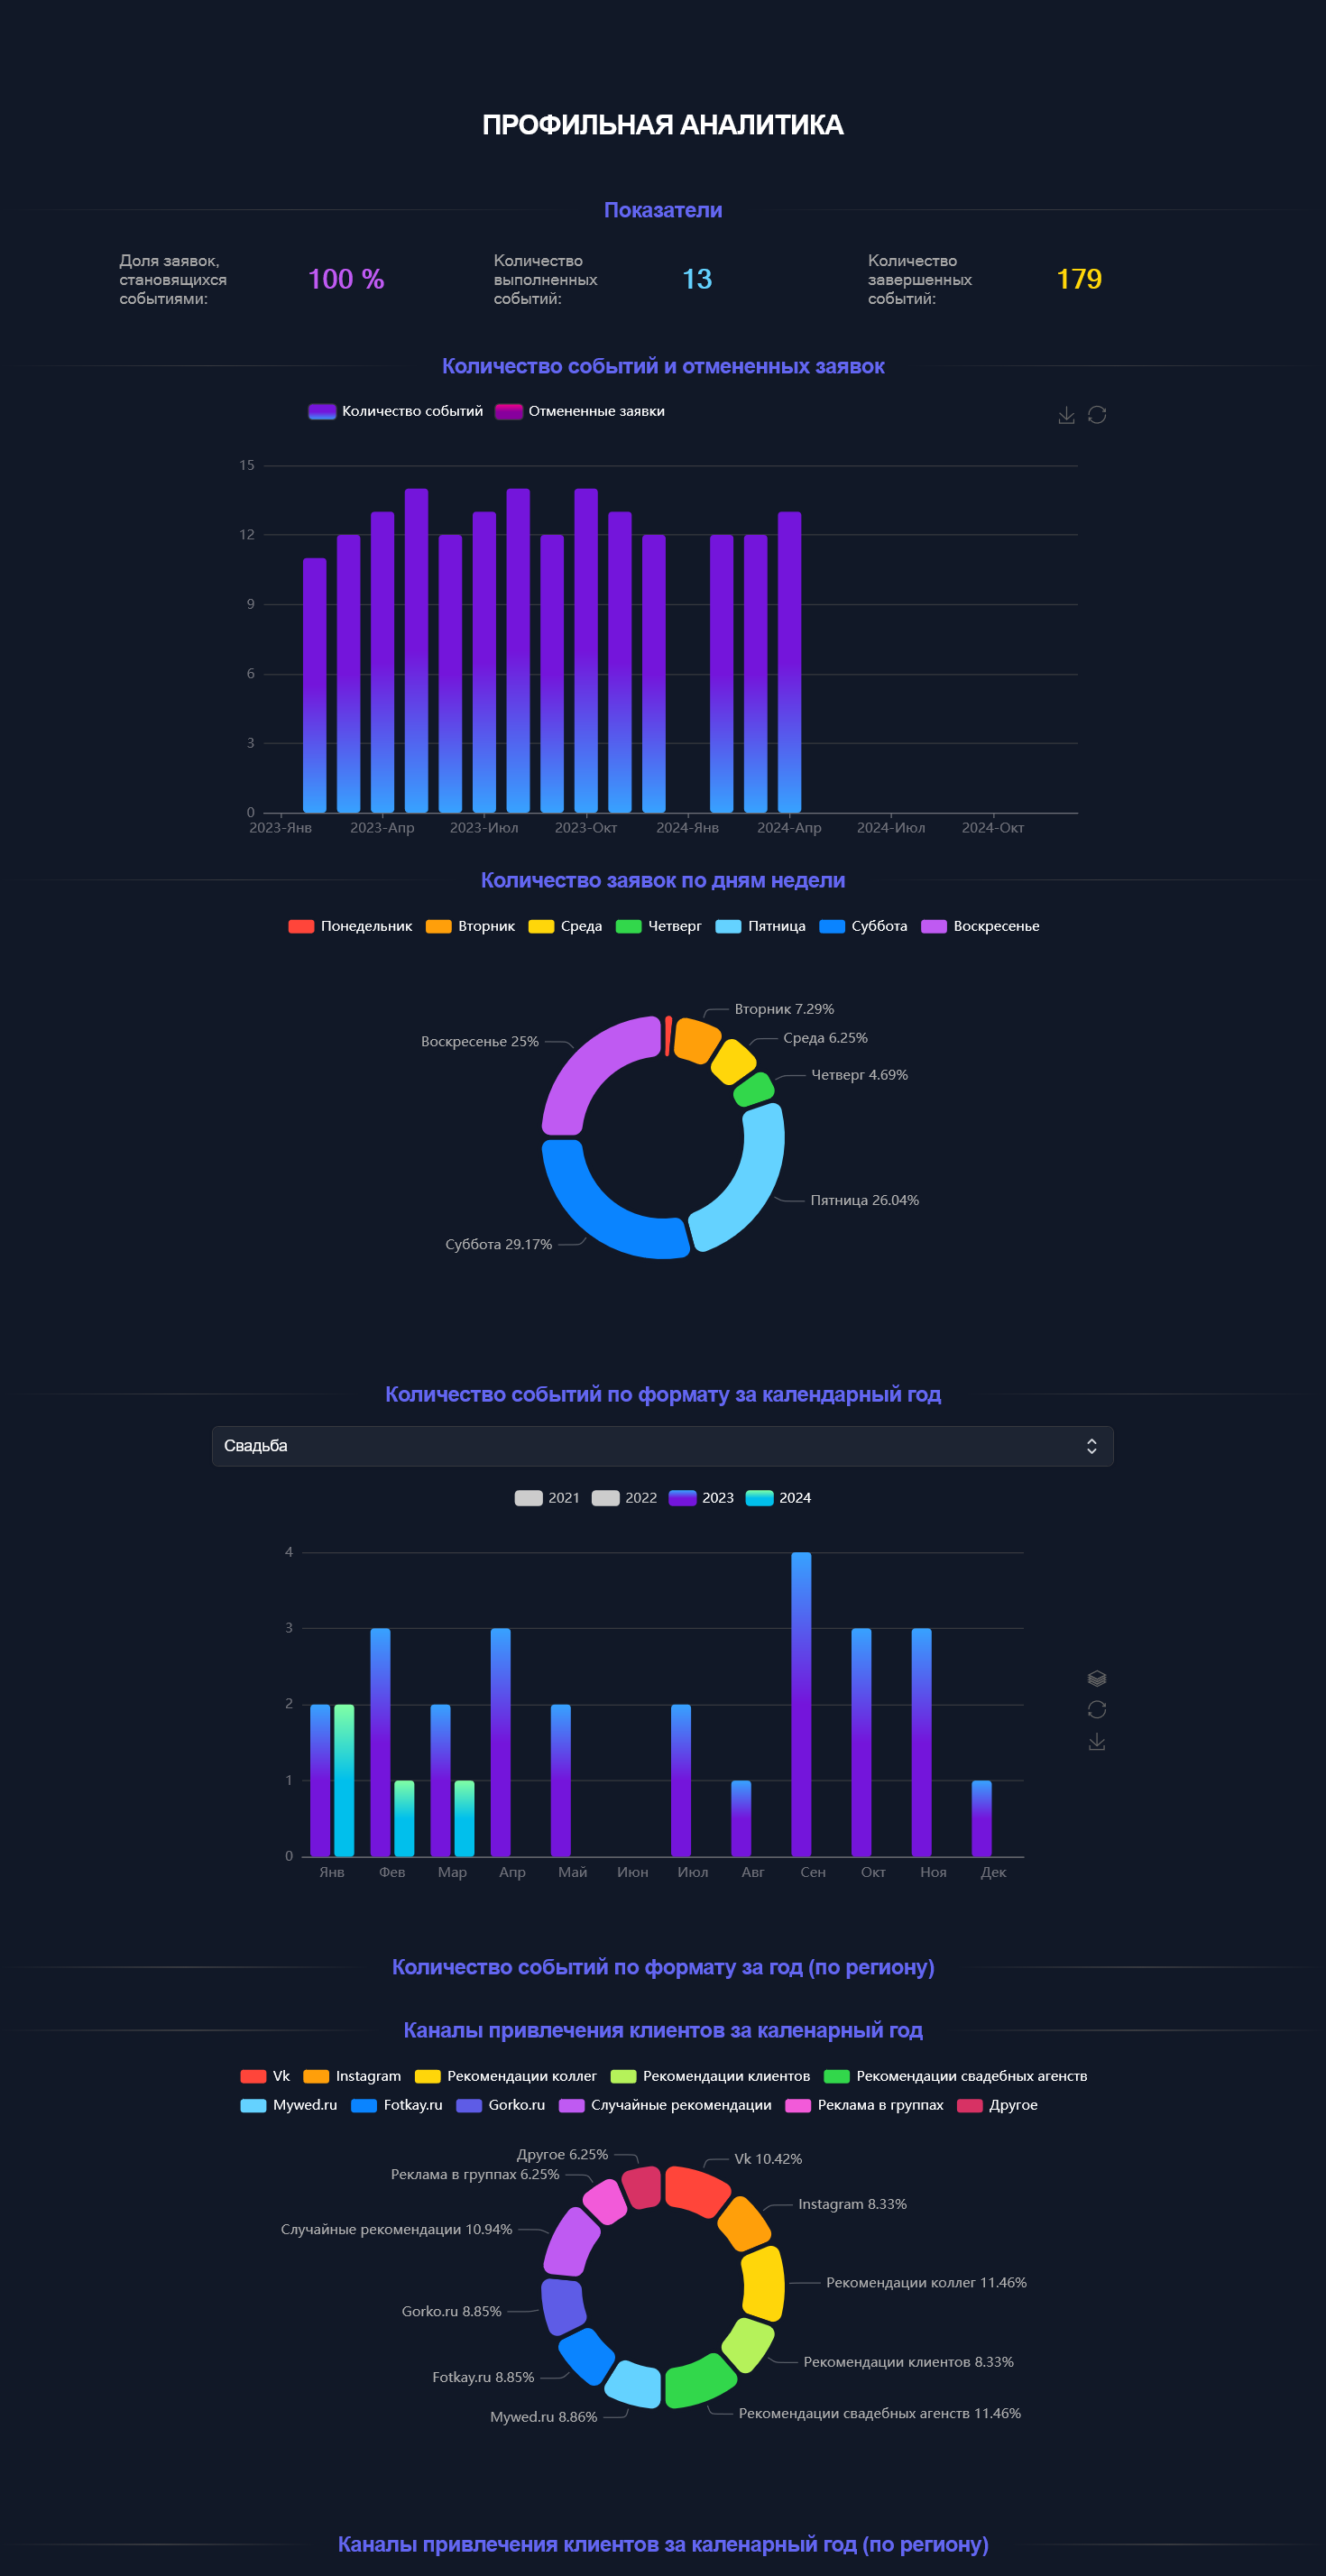 ПРОФИЛЬНАЯ АНАЛИТИКА
Показатели
Доля заявок,
становящихся
событиями:
100 %
Количество
выполненных
событий:
13
Количество
завершенных
событий:
179
Количество событий и отмененных заявок
Количество событий Отмененные заявки
15
12
9
6
3
0
2023-Янв 2023-Апр 2023-Июл 2023-Окт 2024-Янв 2024-Апр 2024-Июл 2024-Окт
Количество заявок по дням недели
Понедельник Вторник Среда Четверг Пятница Суббота Воскресенье
Вторник 7.29%
Среда 6.25%
Воскресенье 25%
Четверг 4.69%
Пятница 26.04%
Суббота 29.17%
Количество событий по формату за календарный год
Свадьба
2021 2022 2023 2024
4
3
2
1
0
Янв Фев Мар Апр Май Июн Июл Авг Сен Окт Ноя Дек
Количество событий по формату за год (по региону)
Каналы привлечения клиентов за каленарный год
Vk Instagram Рекомендации коллег Рекомендации клиентов Рекомендации свадебных агенств
Mywed.ru Fotkay.ru Gorko.ru Случайные рекомендации Реклама в группах Другое
Другое 6.25%
Vk 10.42%
Реклама в группах 6.25%
Instagram 8.33%
Случайные рекомендации 10.94%
Рекомендации коллег 11.46%
Gorko.ru 8.85%
Рекомендации клиентов 8.33%
Fotkay.ru 8.85%
Рекомендации свадебных агенств 11.46%
Mywed.ru 8.86%
Каналы привлечения клиентов за каленарный год (по региону)